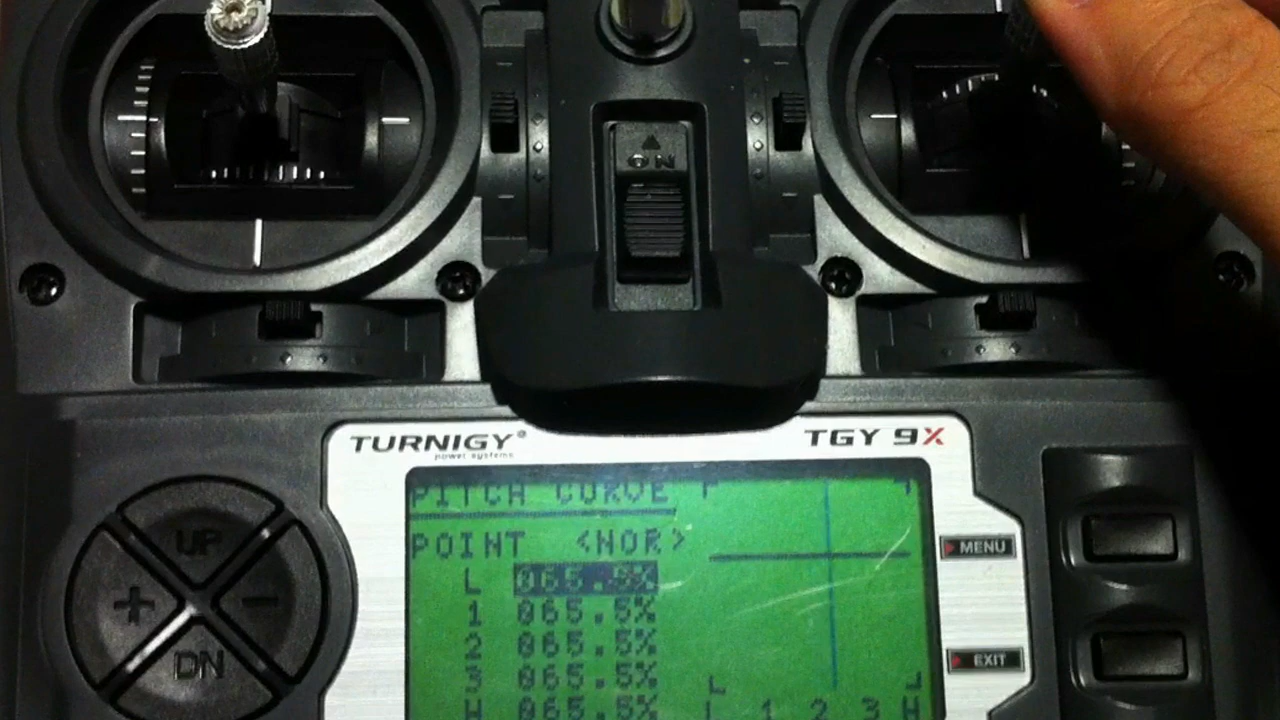 ON
TURNIGY®
power systems
TGY 9X
PITCH CURVE
POINT <NOR>
L 065.5%
1 065.5%
2 065.5%
3 065.5%
H 065.5%
L 1 2 3 H
L
UP
+ -
DN
MENU
EXIT